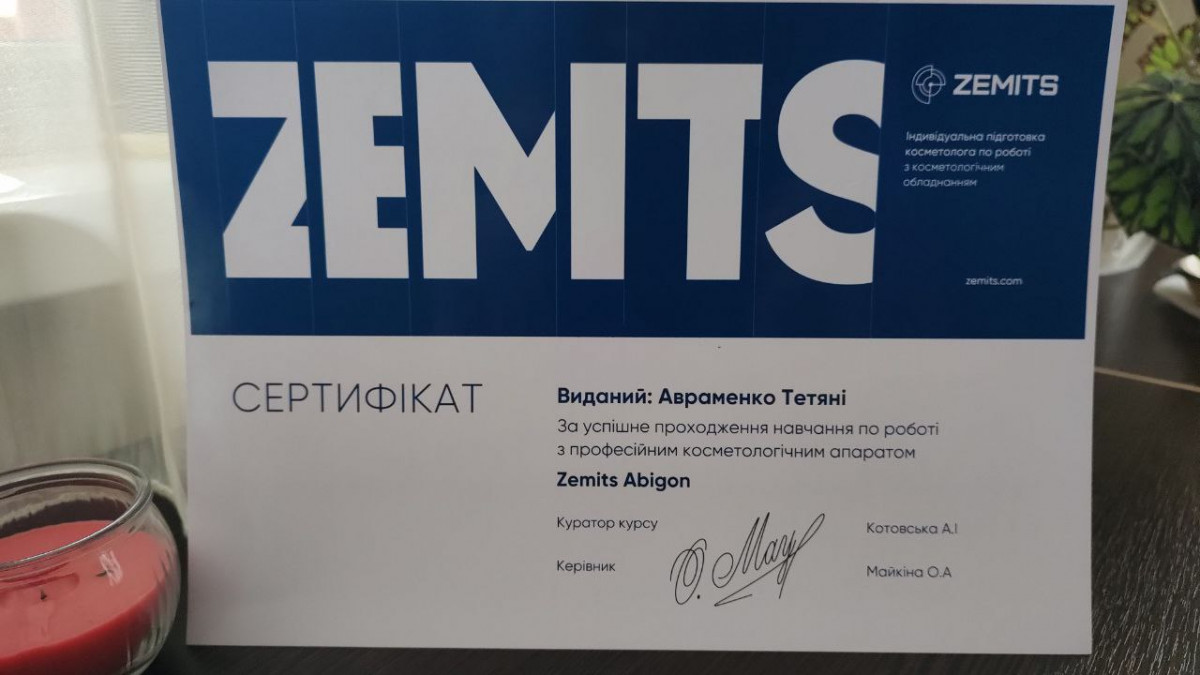 ZEMITS
ZEMITS
Індивідуальна підготовка
косметолога по роботі
з косметологічним
обладнанням
zemits.com
СЕРТИФІКАТ
Виданий: Авраменко Тетяні
За успішне проходження навчання по роботі
з професійним косметологічним апаратом
Zemits Abigon
Куратор курсу
Котовська А.І
Керівник
Майкіна О.А